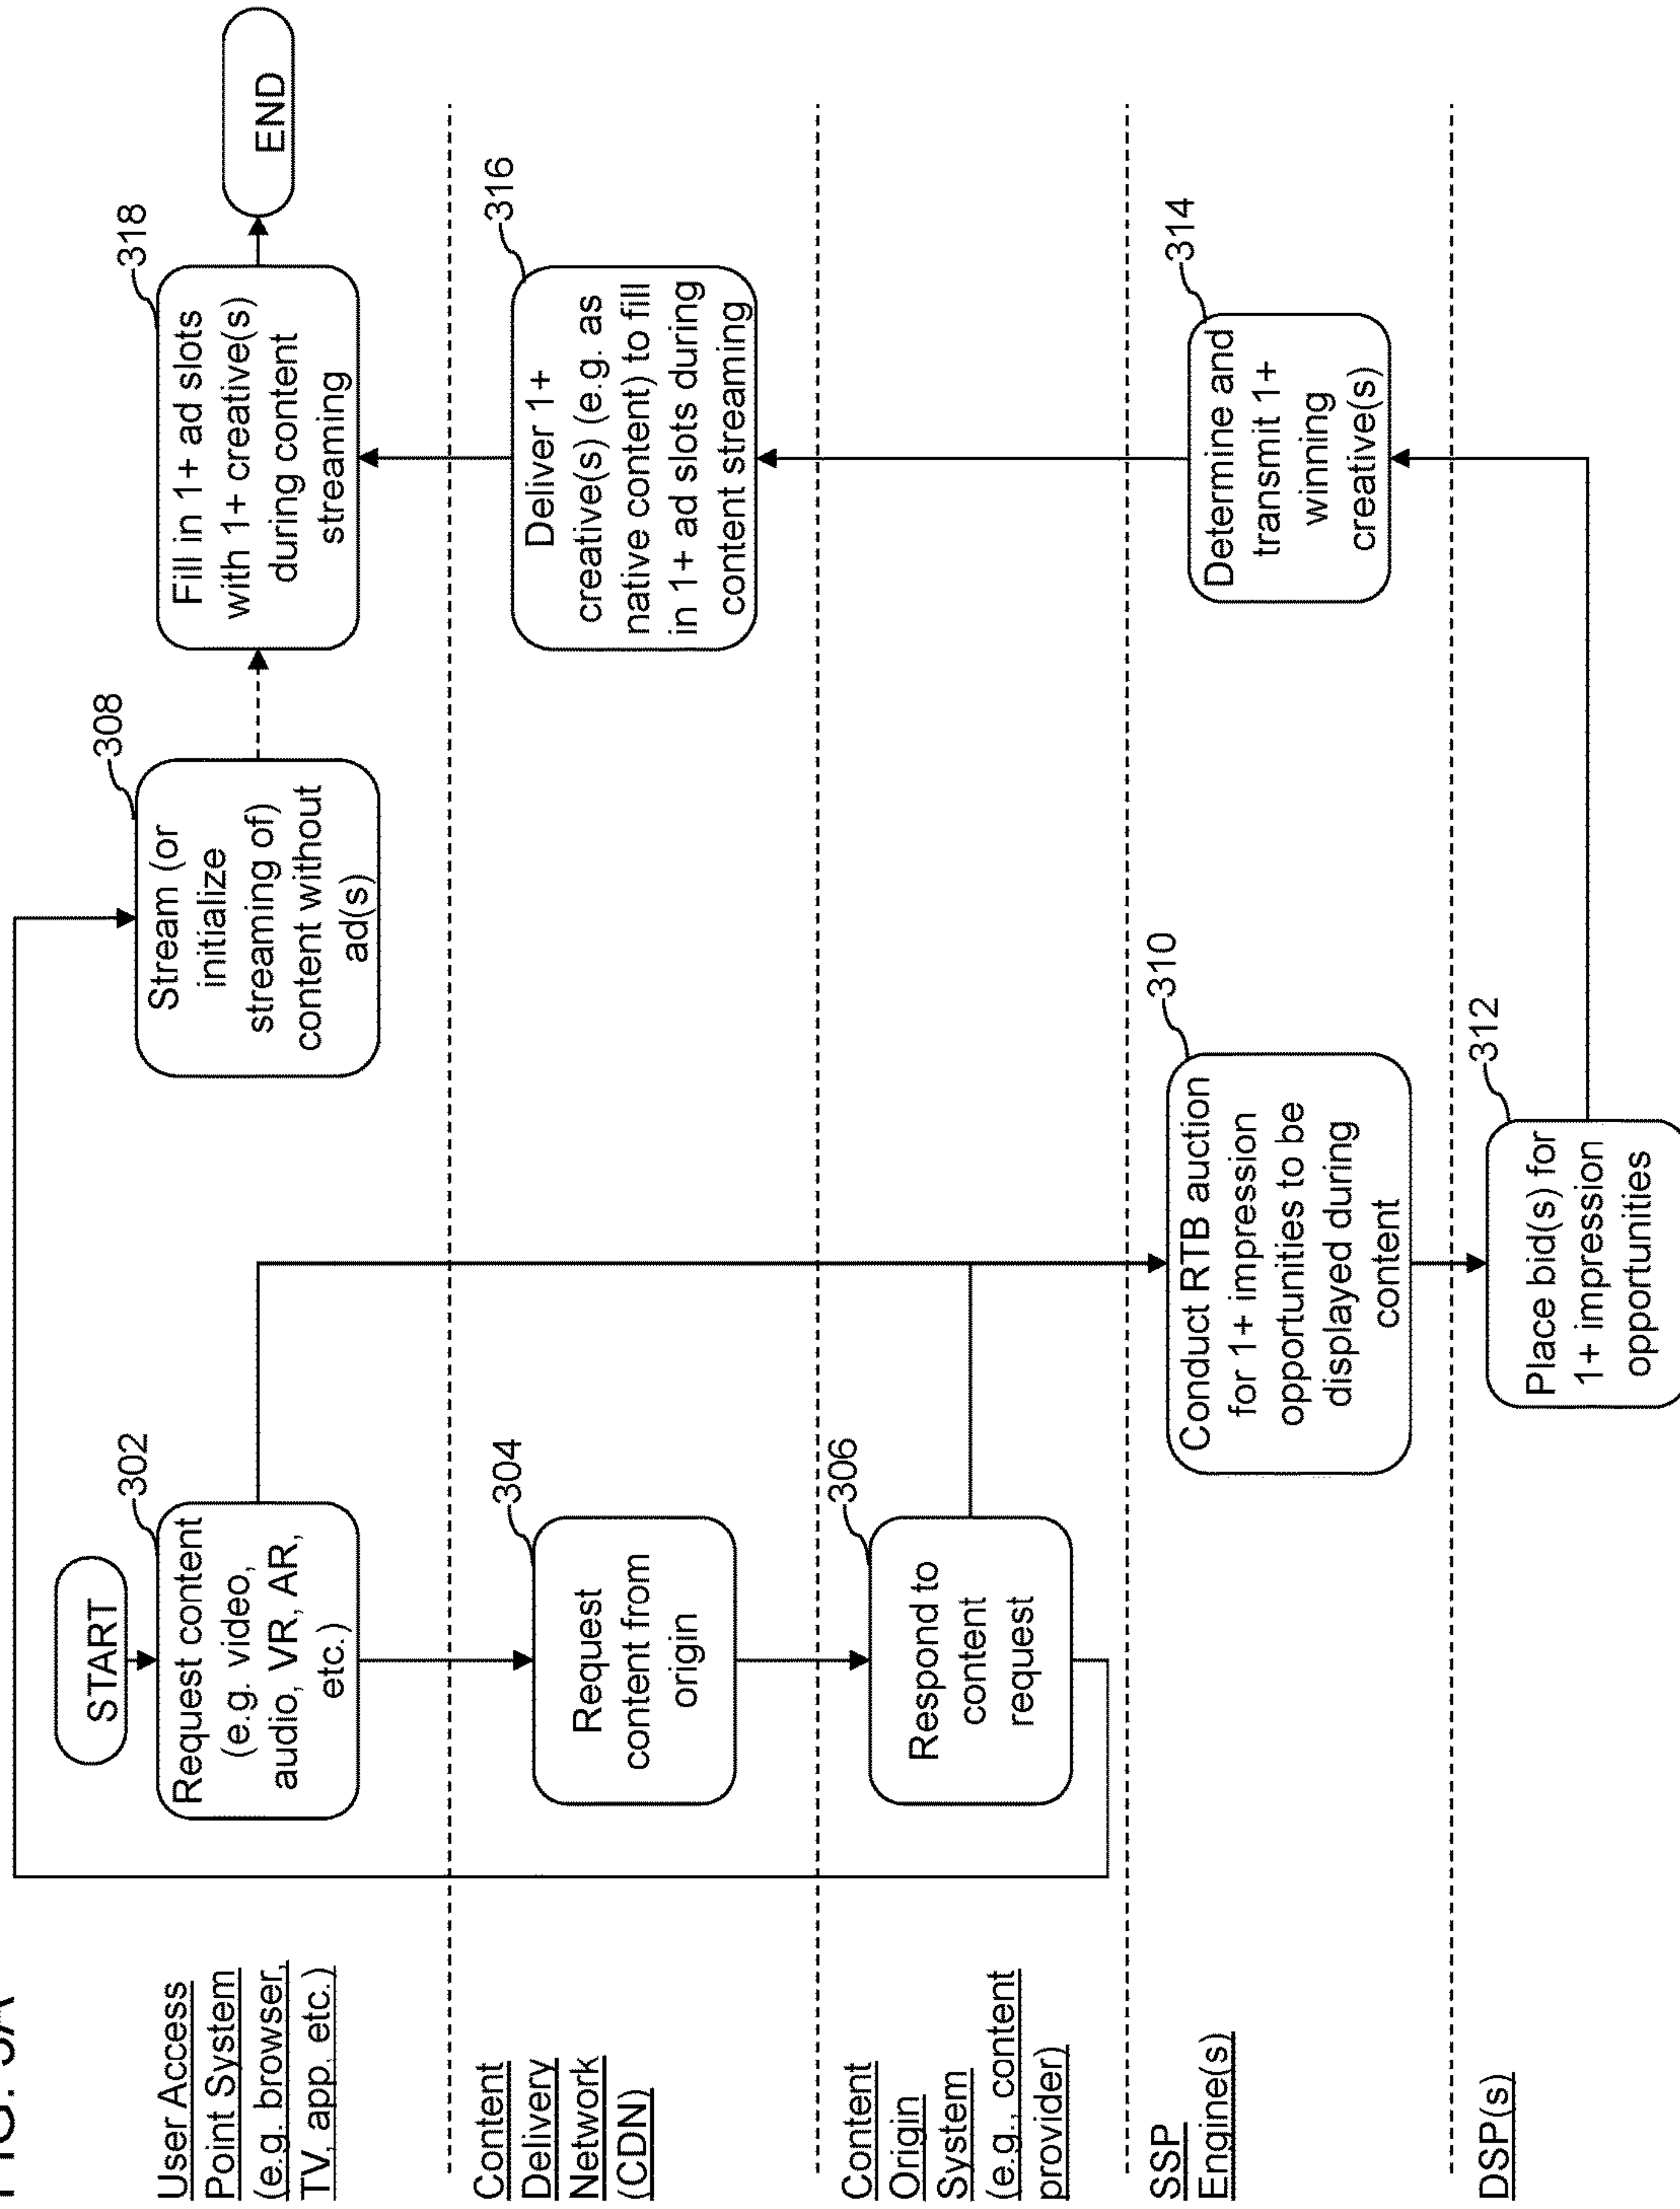 FIG. 3A
User Access
Point System
(e.g. browser,
TV, app, etc.)
START
302
Request content
(e.g. video,
audio, VR, AR,
etc.)
308
Stream (or
initialize
streaming of)
content without
ad(s)
318
Fill in 1+ ad slots
with 1+ creative(s)
during content
streaming
END
Content
Delivery
Network
(CDN)
304
Request
content from
origin
316
Deliver 1+
creative(s) (e.g. as
native content) to fill
in 1+ ad slots during
content streaming
Content
Origin
System
(e.g., content
provider)
306
Respond to
content
request
SSP
Engine(s)
310
Conduct RTB auction
for 1+ impression
opportunities to be
displayed during
content
314
Determine and
transmit 1+
winning
creative(s)
DSP(s)
312
Place bid(s) for
1+ impression
opportunities